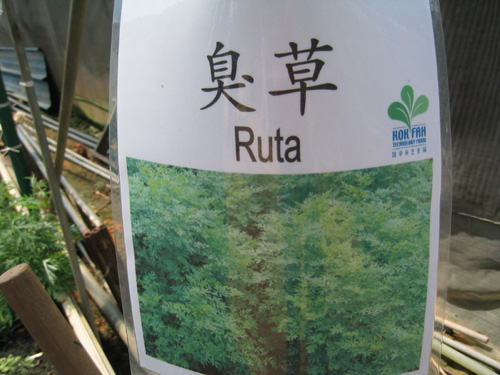 臭草
Ruta
KOK FAH
TECHNOLOGY FARM